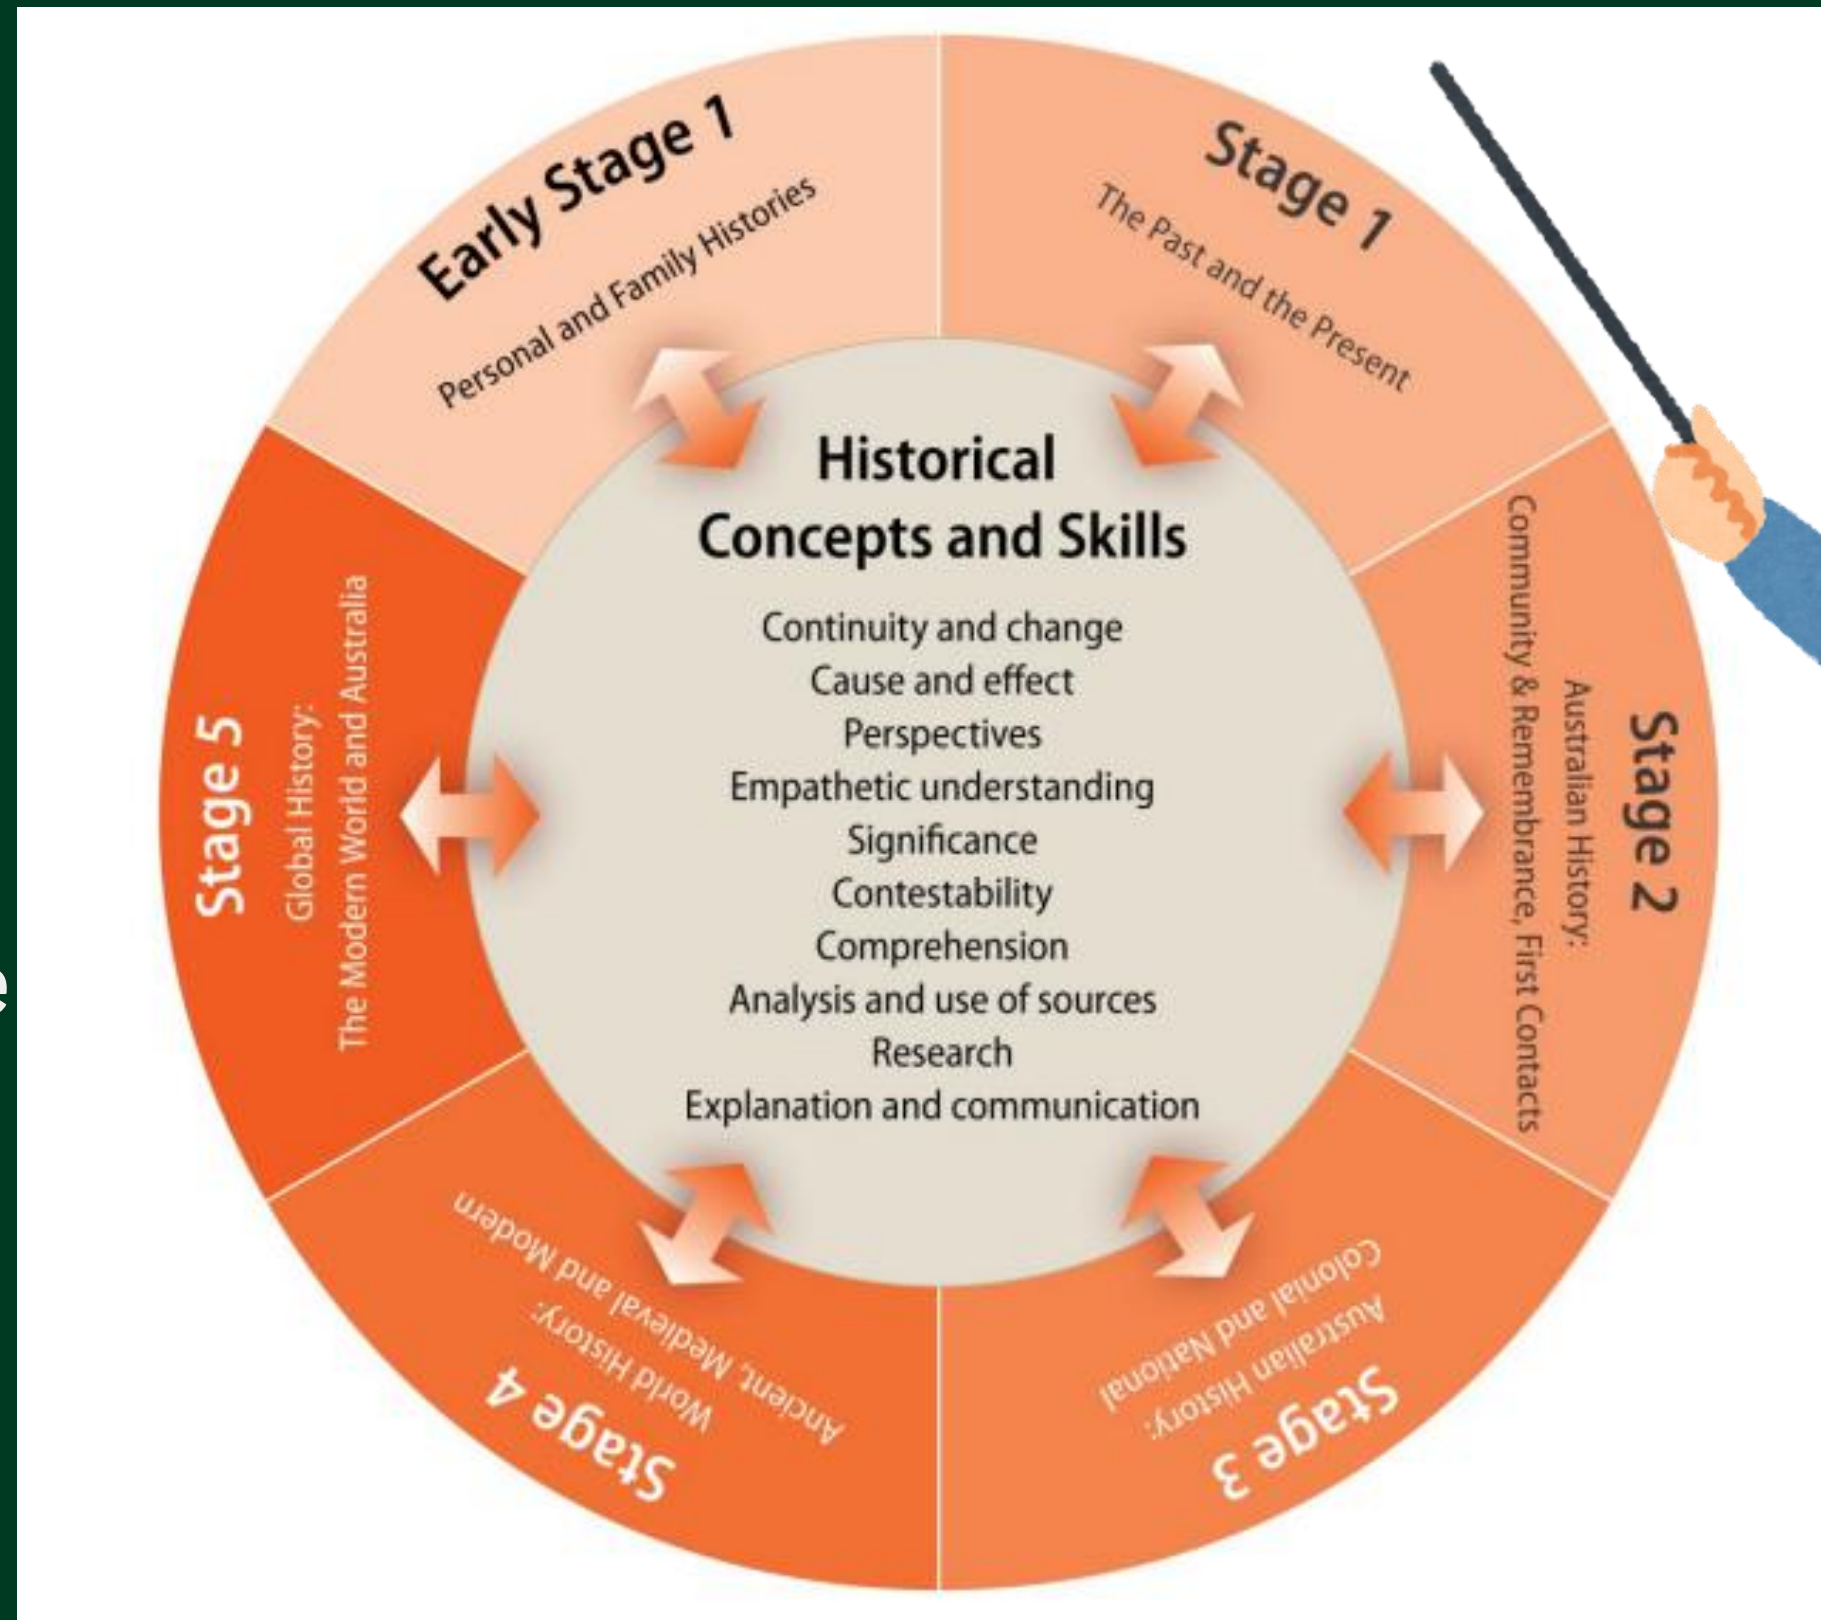 Early Stage 1
Personal and Family Histories
Stage 1
The Past and the Present
Stage 2
Australian History:
Community & Remembrance, First Contacts
Stage 3
Australian History:
Colonial and National
Stage 4
World History:
Ancient, Medieval and Modern
Stage 5
Global History:
The Modern World and Australia
Historical
Concepts and Skills
Continuity and change
Cause and effect
Perspectives
Empathetic understanding
Significance
Contestability
Comprehension
Analysis and use of sources
Research
Explanation and communication